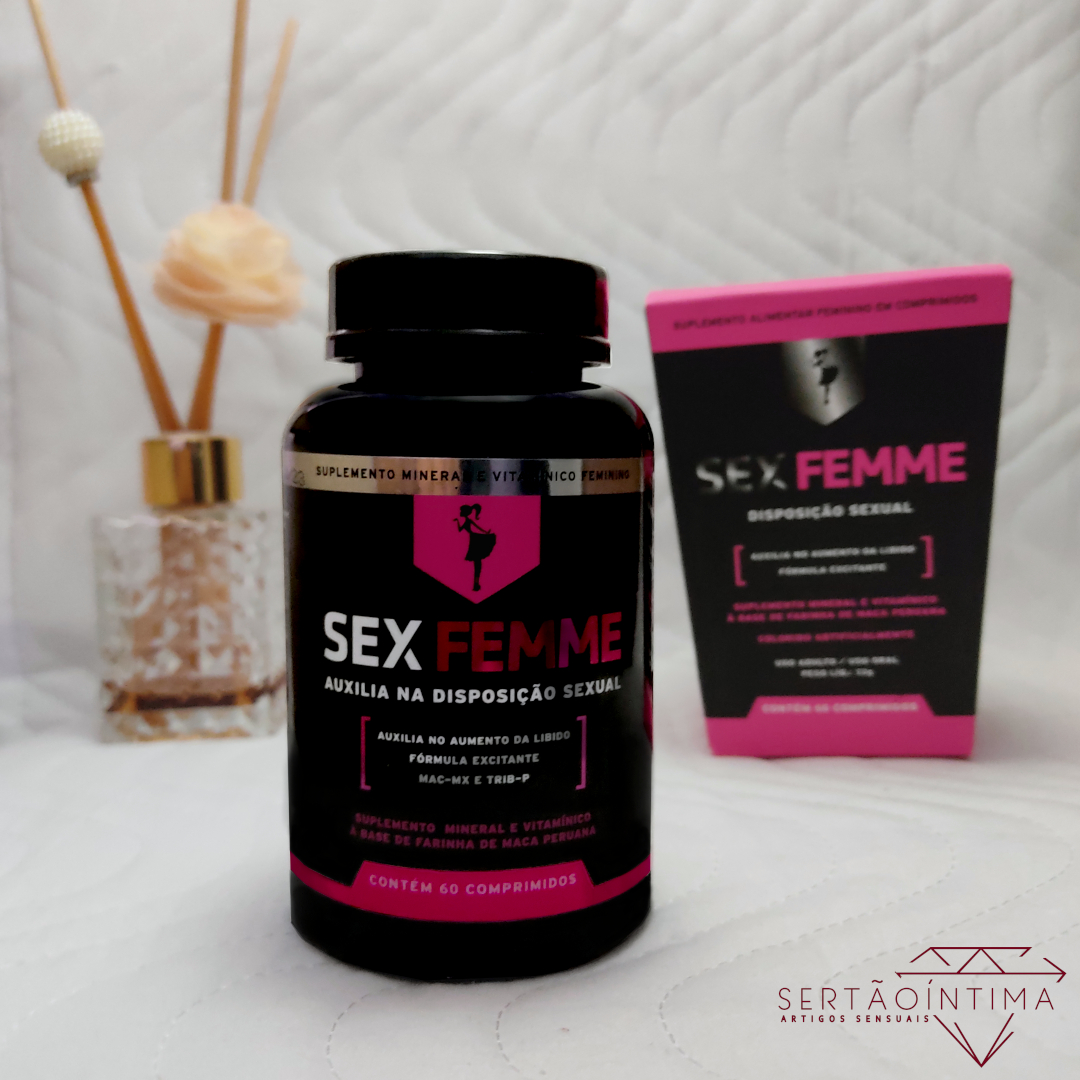 SUPLEMENTO MINERAL E VITAMÍNICO FEMININO
SEX FEMME
AUXILIA NA DISPOSIÇÃO SEXUAL
AUXILIA NO AUMENTO DA LIBIDO
FÓRMULA EXCITANTE
MAC-MX E TRIB-P
SUPLEMENTO MINERAL E VITAMÍNICO
À BASE DE FARINHA DE MACA PERUANA
CONTÉM 60 COMPRIMIDOS
SUPLEMENTO ALIMENTAR FEMININO EM COMPRIMIDOS
SEX FEMME
DISPOSIÇÃO SEXUAL
AUXILIA NO AUMENTO DA LIBIDO
FÓRMULA EXCITANTE
SUPLEMENTO MINERAL E VITAMÍNICO
À BASE DE FARINHA DE MACA PERUANA
COLORIDO ARTIFICIALMENTE
USO ADULTO / USO ORAL
PESO LIQ.:
CONTÉM 60 COMPRIMIDOS
SERTÃOÍNTIMA
ARTIGOS SENSUAIS